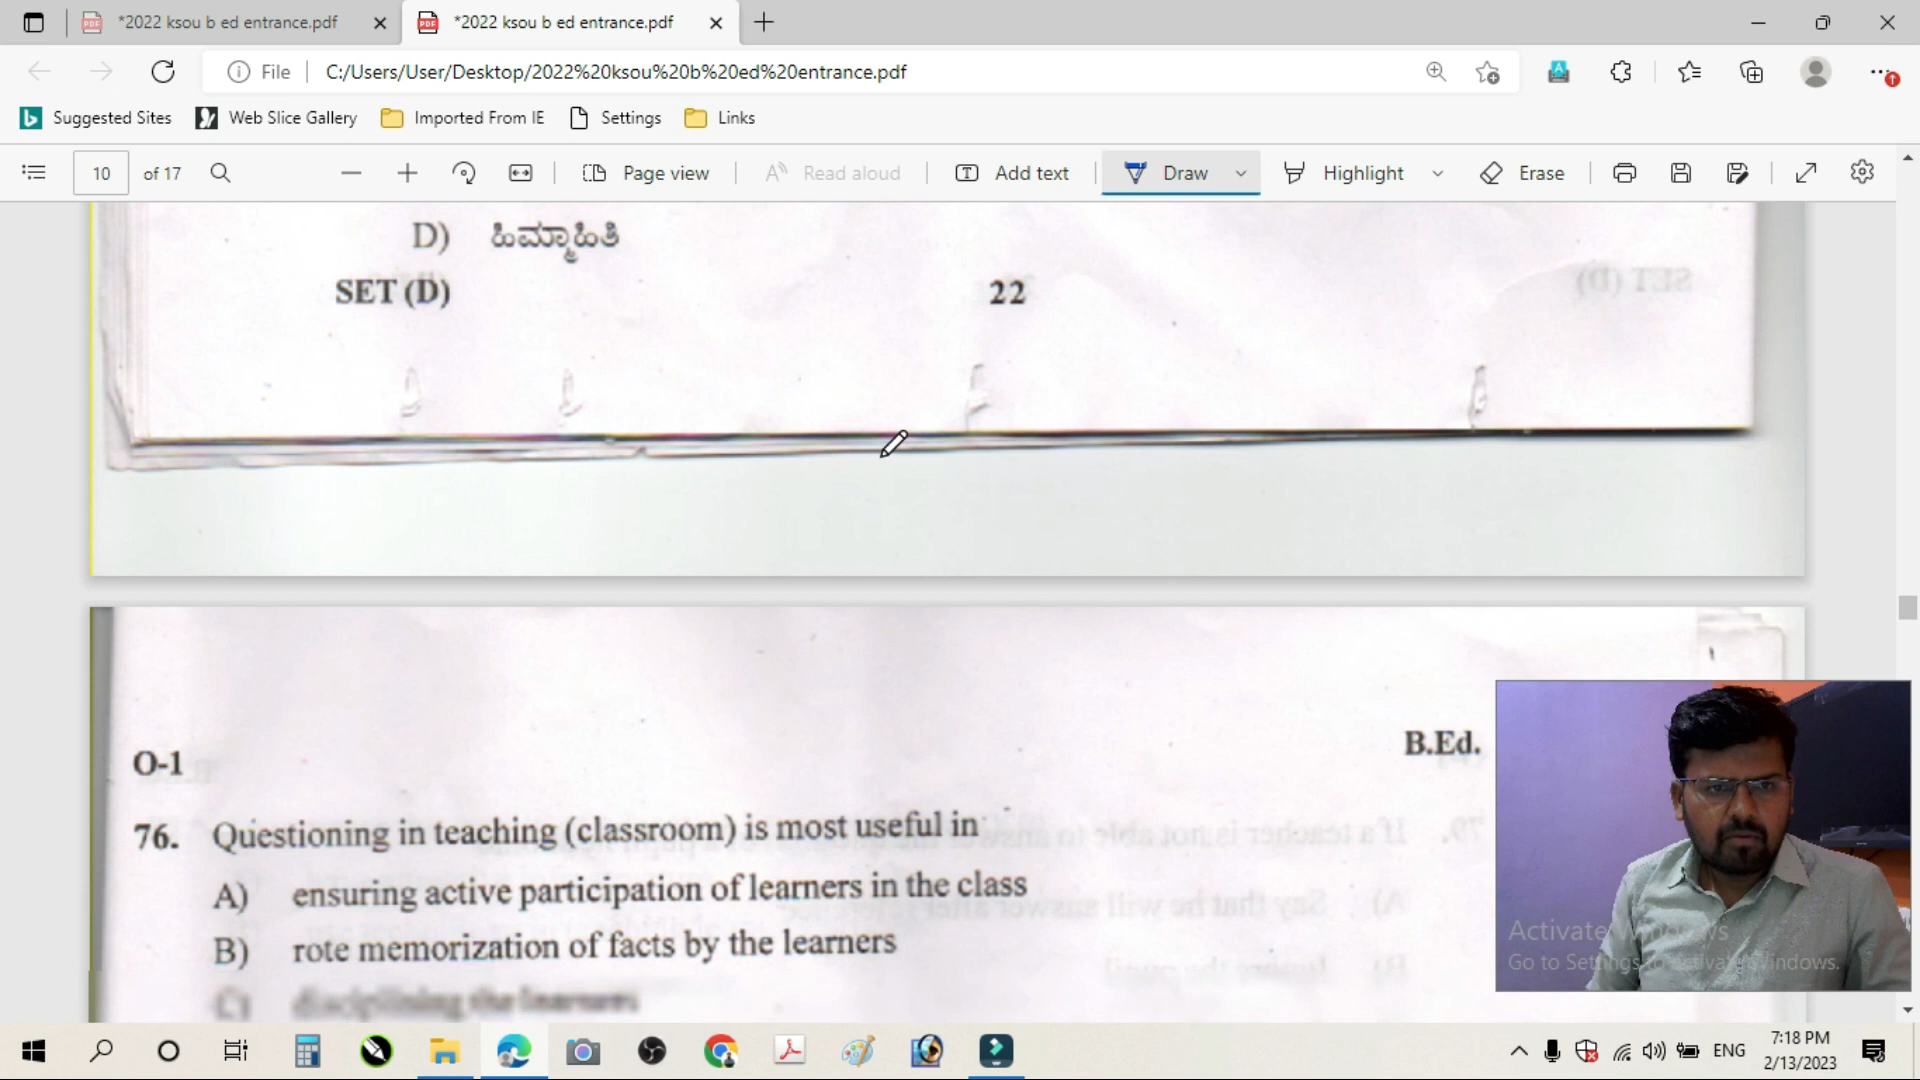 *2022 ksou b ed entrance.pdf
*2022 ksou b ed entrance.pdf
File
C:/Users/User/Desktop/2022%20ksou%20b%20ed%20entrance.pdf
Suggested Sites
Web Slice Gallery
Imported From IE
Settings
Links
10
of 17
Page view
Read aloud
Add text
Draw
Highlight
Erase
D) ಹಿಮ್ಮಾಹಿತಿ
SET (D)
22
O-1
B.Ed.
76. Questioning in teaching (classroom) is most useful in
A) ensuring active participation of learners in the class
B) rote memorization of facts by the learners
C) disciplining the learners
Activate Windows
Go to Settings to activate Windows.
ENG
7:18 PM
2/13/2023